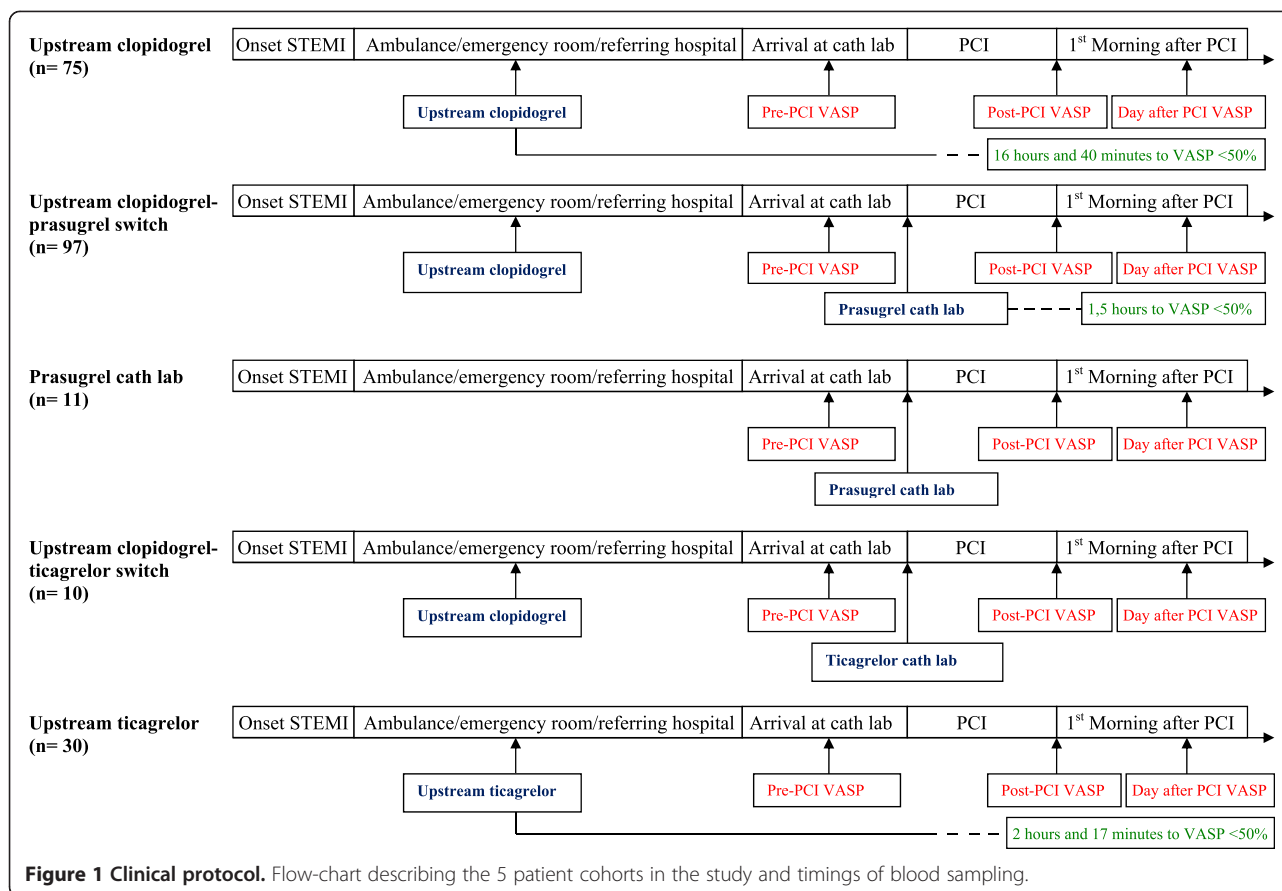 Upstream clopidogrel
(n= 75)
Onset STEMI Ambulance/emergency room/referring hospital Arrival at cath lab PCI 1st Morning after PCI
Upstream clopidogrel Pre-PCI VASP Post-PCI VASP Day after PCI VASP
16 hours and 40 minutes to VASP <50%
Upstream clopidogrel-
prasugrel switch
(n= 97)
Onset STEMI Ambulance/emergency room/referring hospital Arrival at cath lab PCI 1st Morning after PCI
Upstream clopidogrel Pre-PCI VASP Post-PCI VASP Day after PCI VASP
Prasugrel cath lab 1,5 hours to VASP <50%
Prasugrel cath lab
(n= 11)
Onset STEMI Ambulance/emergency room/referring hospital Arrival at cath lab PCI 1st Morning after PCI
Pre-PCI VASP Post-PCI VASP Day after PCI VASP
Prasugrel cath lab
Upstream clopidogrel-
ticagrelor switch
(n= 10)
Onset STEMI Ambulance/emergency room/referring hospital Arrival at cath lab PCI 1st Morning after PCI
Upstream clopidogrel Pre-PCI VASP Post-PCI VASP Day after PCI VASP
Ticagrelor cath lab
Upstream ticagrelor
(n= 30)
Onset STEMI Ambulance/emergency room/referring hospital Arrival at cath lab PCI 1st Morning after PCI
Upstream ticagrelor Pre-PCI VASP Post-PCI VASP Day after PCI VASP
2 hours and 17 minutes to VASP <50%
Figure 1 Clinical protocol. Flow-chart describing the 5 patient cohorts in the study and timings of blood sampling.